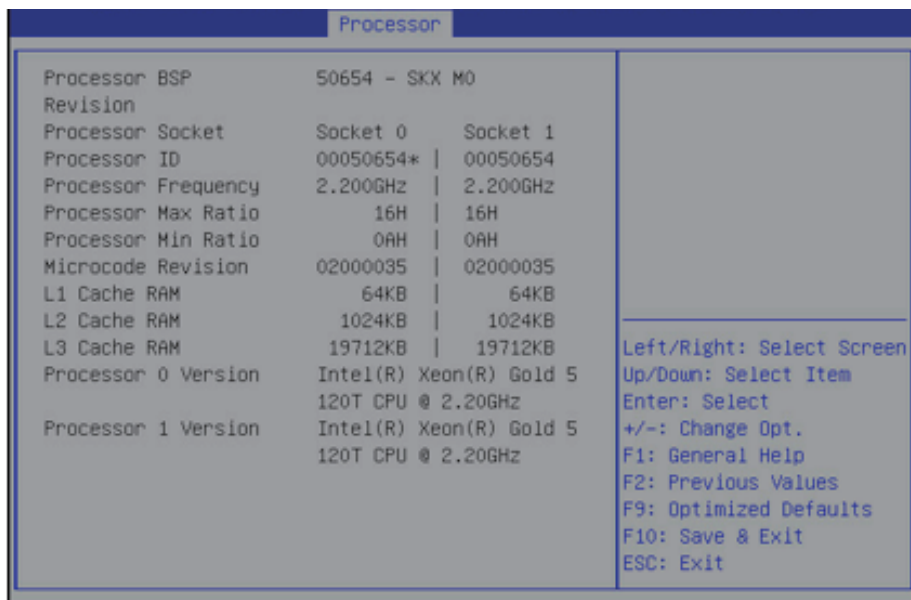 Processor
Processor BSP 50654 - SKX M0
Revision
Processor Socket Socket 0 Socket 1
Processor ID 00050654* | 00050654
Processor Frequency 2.200GHz | 2.200GHz
Processor Max Ratio 16H | 16H
Processor Min Ratio 0AH | 0AH
Microcode Revision 02000035 | 02000035
L1 Cache RAM 64KB | 64KB
L2 Cache RAM 1024KB | 1024KB
L3 Cache RAM 19712KB | 19712KB
Processor 0 Version Intel(R) Xeon(R) Gold 5
120T CPU @ 2.20GHz
Processor 1 Version Intel(R) Xeon(R) Gold 5
120T CPU @ 2.20GHz
Left/Right: Select Screen
Up/Down: Select Item
Enter: Select
+/-: Change Opt.
F1: General Help
F2: Previous Values
F9: Optimized Defaults
F10: Save & Exit
ESC: Exit